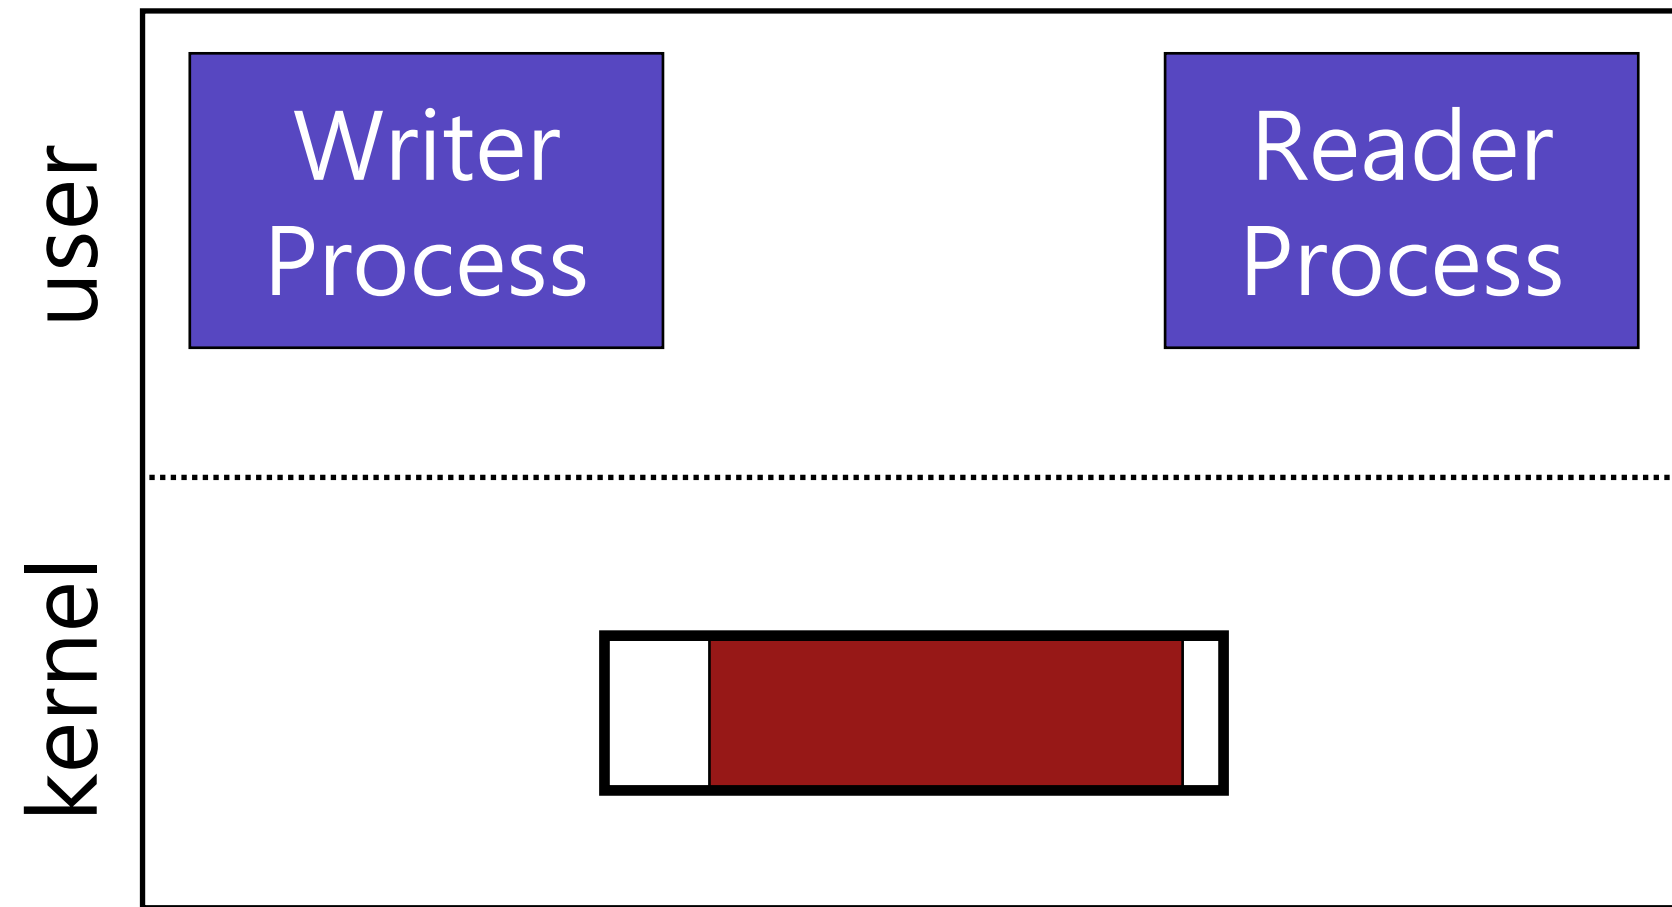 user
Writer
Process
Reader
Process
kernel